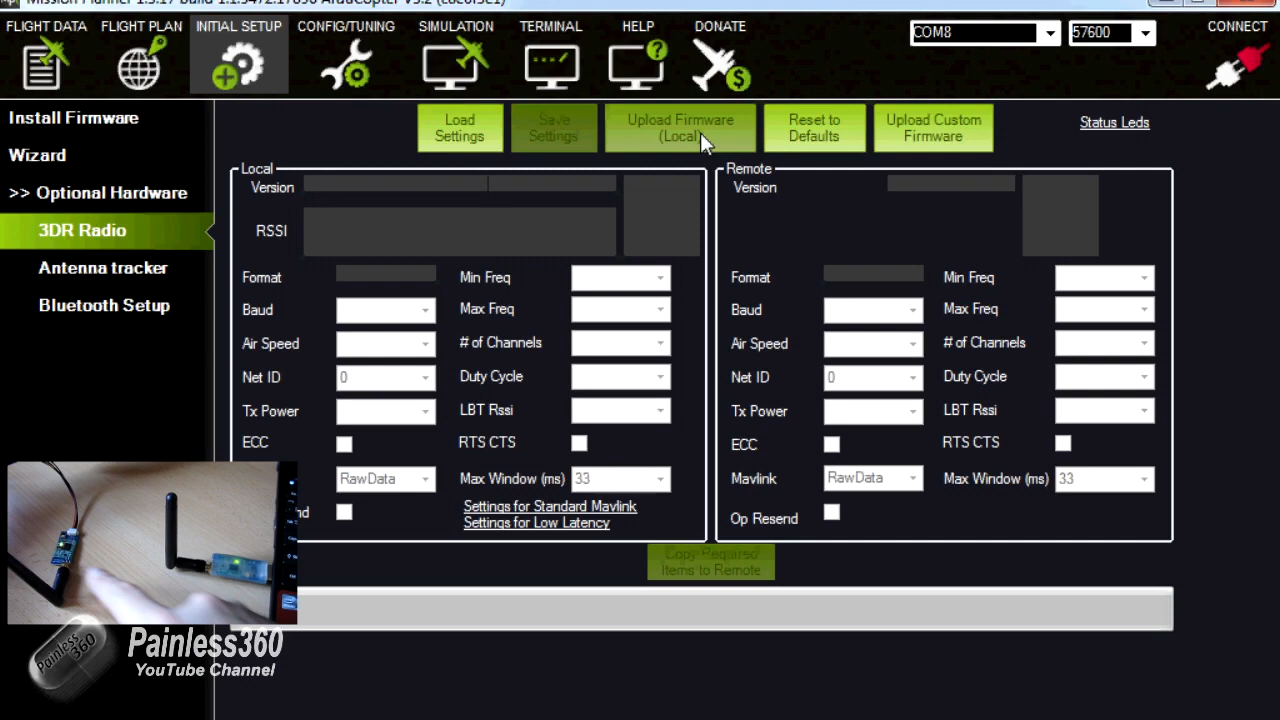 FLIGHT DATA FLIGHT PLAN INITIAL SETUP CONFIG/TUNING SIMULATION TERMINAL HELP DONATE COM8 57600 CONNECT
Install Firmware
Wizard
>> Optional Hardware
3DR Radio
Antenna tracker
Bluetooth Setup
Load
Settings
Save
Settings
Upload Firmware
(Local)
Reset to
Defaults
Upload Custom
Firmware
Status Leds
Local
Version
RSSI
Format
Min Freq
Baud
Max Freq
Air Speed
# of Channels
Net ID 0
Duty Cycle
Tx Power
LBT Rssi
ECC
RTS CTS
RawData
Max Window (ms) 33
Settings for Standard Mavlink
Settings for Low Latency
Remote
Version
Format
Min Freq
Baud
Max Freq
Air Speed
# of Channels
Net ID 0
Duty Cycle
Tx Power
LBT Rssi
ECC
RTS CTS
Mavlink RawData
Max Window (ms) 33
Op Resend
Copy Required
Items to Remote
Painless360
Painless360
YouTube Channel